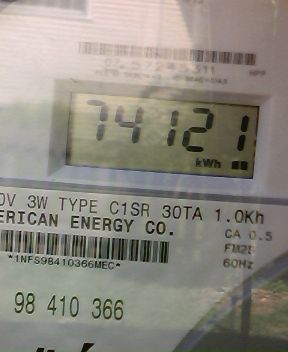 74121
kWh
0V 3W TYPE C1SR 30TA 1.0Kh
ERICAN ENERGY CO.
CA 0.5
FM2S
60Hz
*1NFS98410366MEC*
98 410 366